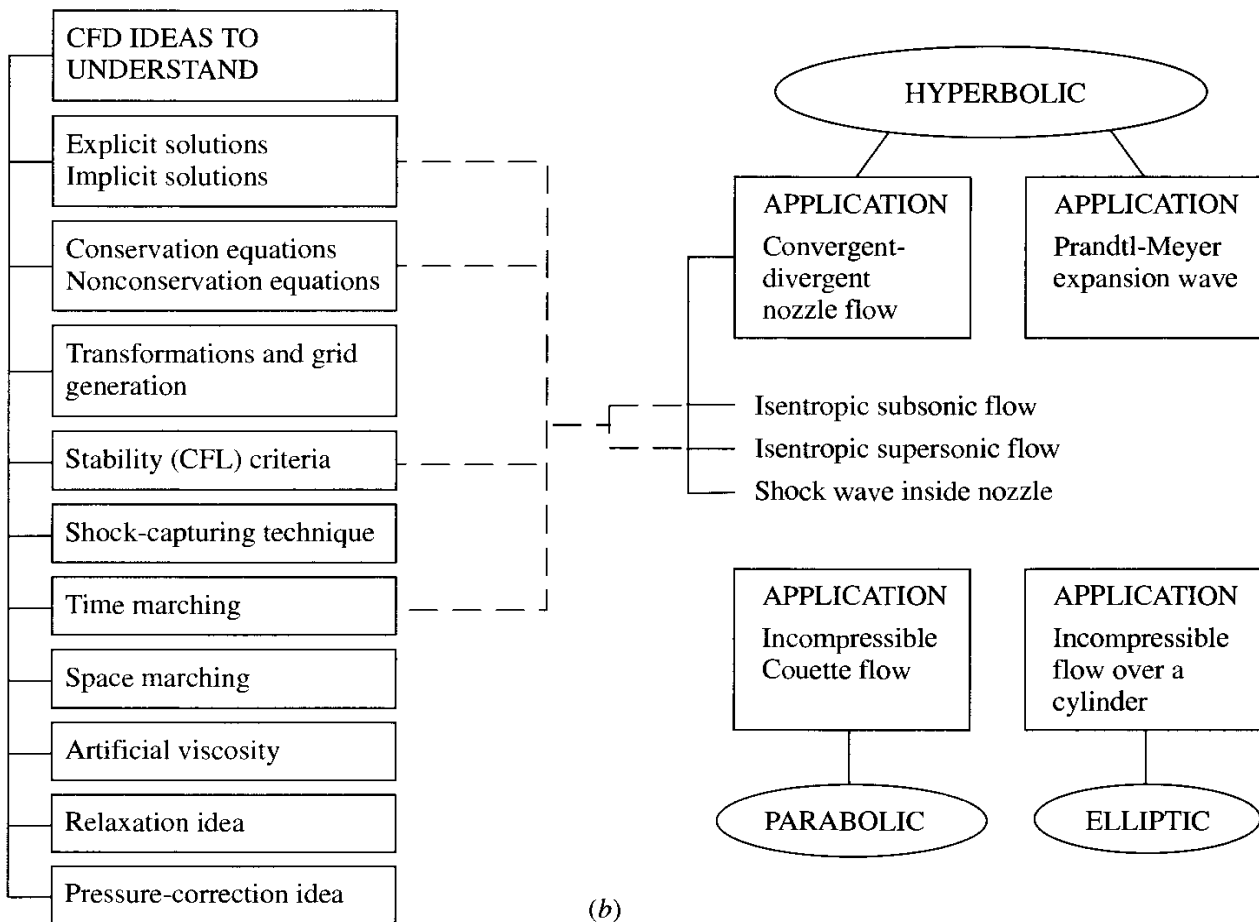 CFD IDEAS TO
UNDERSTAND
Explicit solutions
Implicit solutions
Conservation equations
Nonconservation equations
Transformations and grid
generation
Stability (CFL) criteria
Shock-capturing technique
Time marching
Space marching
Artificial viscosity
Relaxation idea
Pressure-correction idea
HYPERBOLIC
APPLICATION
Convergent-
divergent
nozzle flow
APPLICATION
Prandtl-Meyer
expansion wave
Isentropic subsonic flow
Isentropic supersonic flow
Shock wave inside nozzle
APPLICATION
Incompressible
Couette flow
APPLICATION
Incompressible
flow over a
cylinder
PARABOLIC
ELLIPTIC
(b)